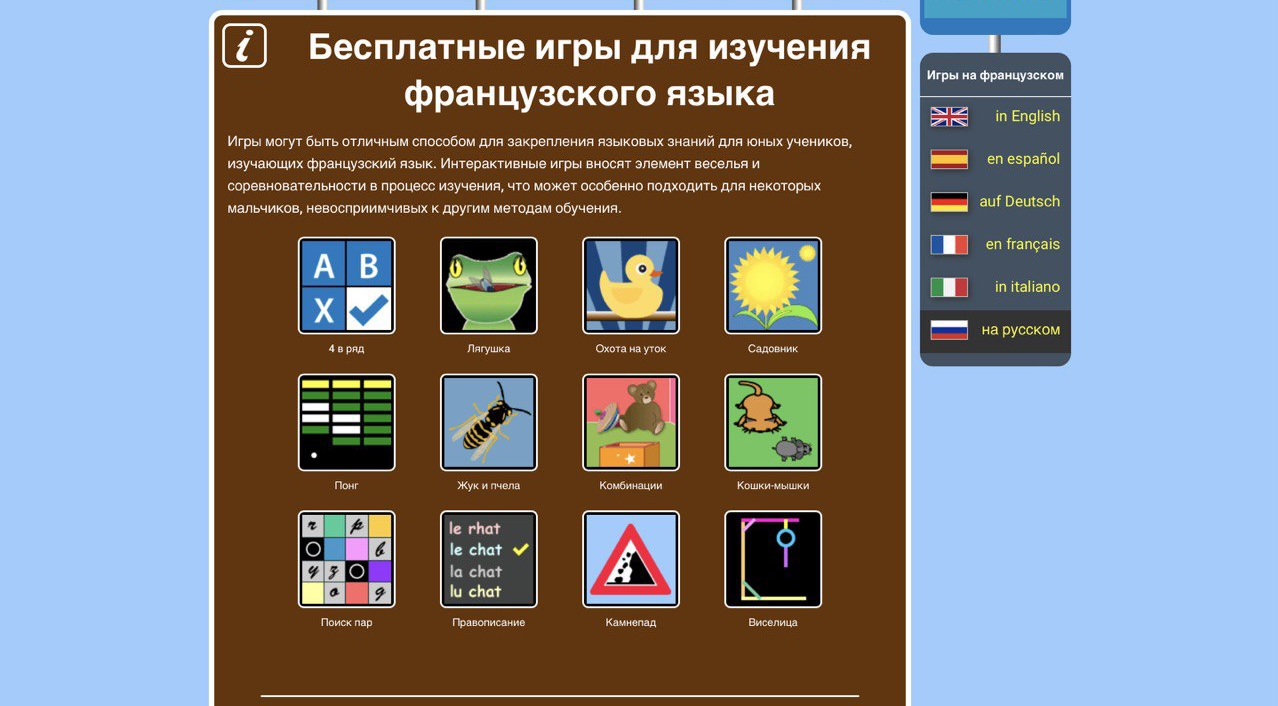 Бесплатные игры для изучения
французского языка
Игры могут быть отличным способом для закрепления языковых знаний для юных учеников,
изучающих французский язык. Интерактивные игры вносят элемент веселья и
соревновательности в процесс изучения, что может особенно подходить для некоторых
мальчиков, невосприимчивых к другим методам обучения.
A B
X
4 в ряд
Лягушка
Охота на уток
Садовник
Понг
Жук и пчела
Комбинации
Кошки-мышки
le rhat
le chat
la chat
lu chat
Поиск пар
Правописание
Камнепад
Виселица
Игры на французском
in English
en español
auf Deutsch
en français
in italiano
на русском